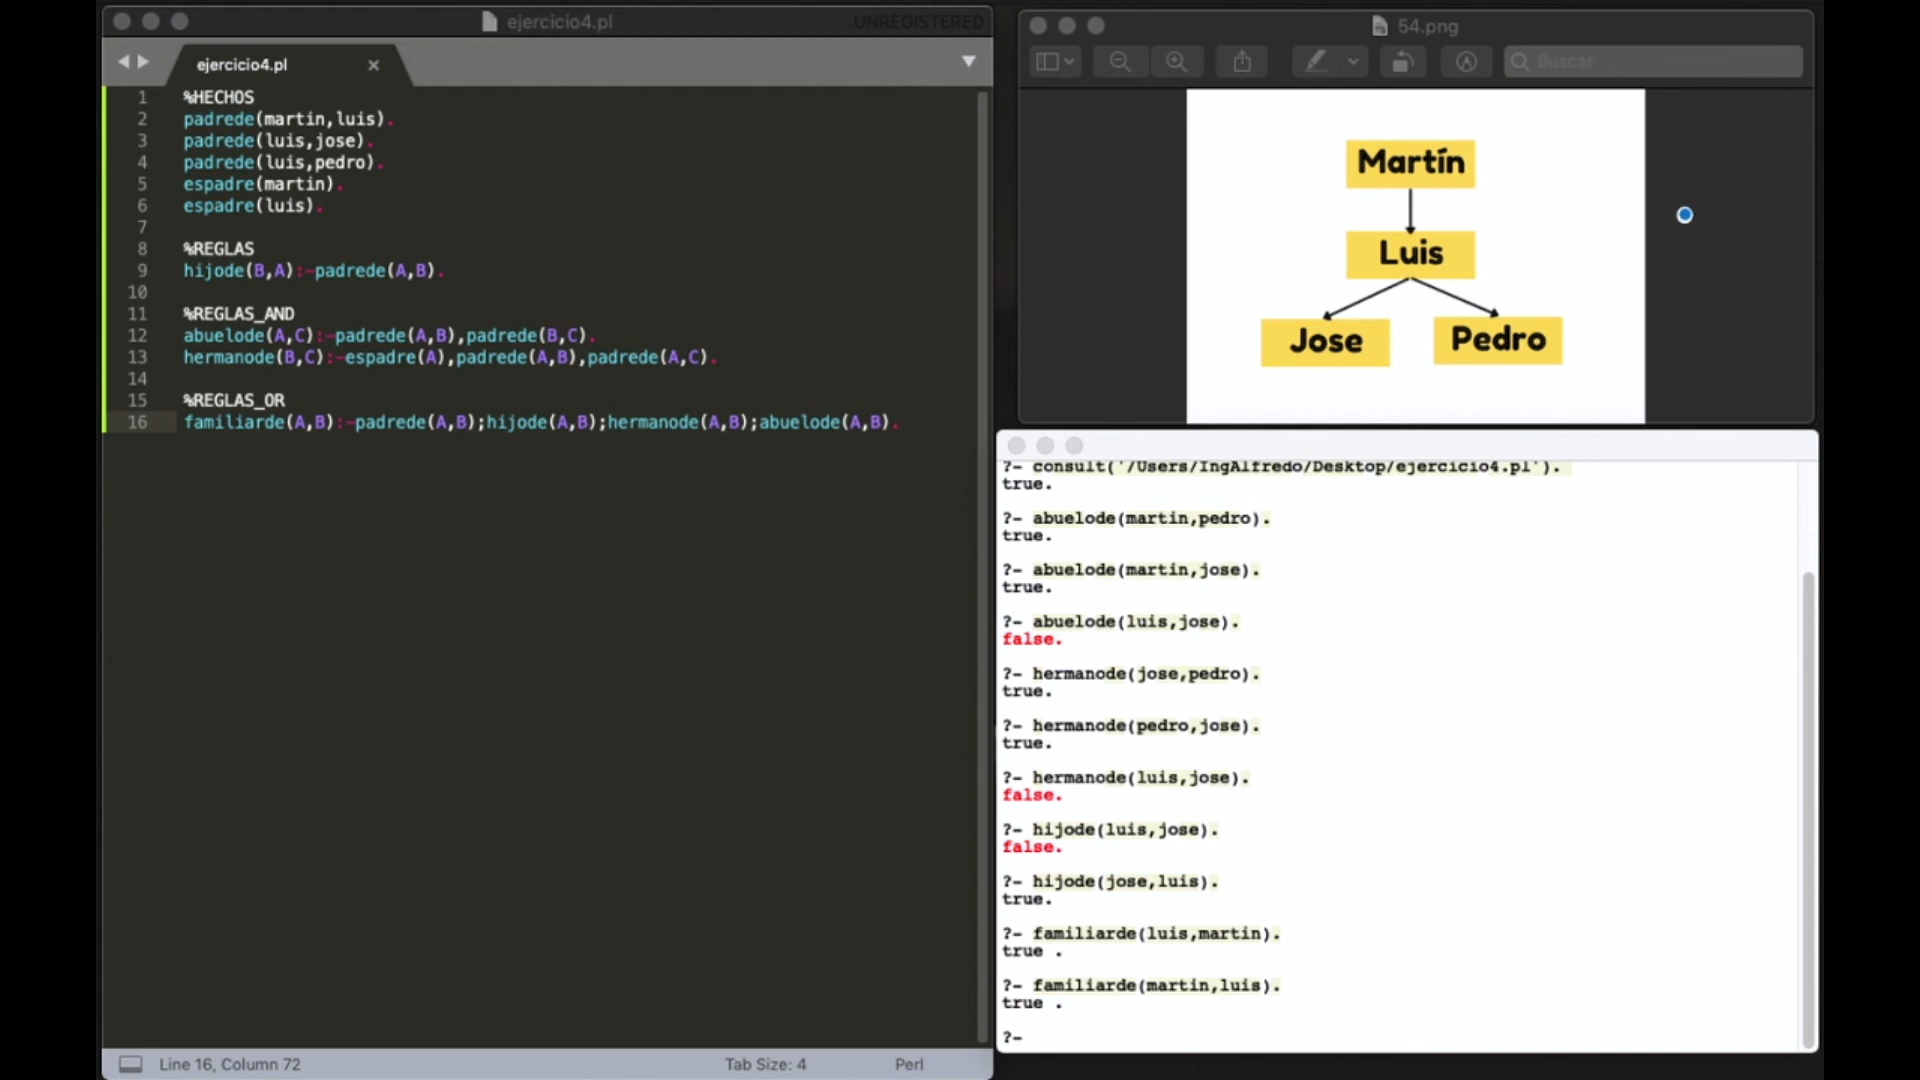 ejercicio4.pl
UNREGISTERED
ejercicio4.pl
1 %HECHOS
2 padrede(martin,luis).
3 padrede(luis,jose).
4 padrede(luis,pedro).
5 espadre(martin).
6 espadre(luis).
7
8 %REGLAS
9 hijode(B,A):-padrede(A,B).
10
11 %REGLAS_AND
12 abuelode(A,C):-padrede(A,B),padrede(B,C).
13 hermanode(B,C):-espadre(A),padrede(A,B),padrede(A,C).
14
15 %REGLAS_OR
16 familiarde(A,B):-padrede(A,B);hijode(A,B);hermanode(A,B);abuelode(A,B).
Line 16, Column 72
Tab Size: 4
Perl
54.png
Buscar
Martín
Luis
Jose
Pedro
?- consult('/Users/IngAlfredo/Desktop/ejercicio4.pl').
true.
?- abuelode(martin,pedro).
true.
?- abuelode(martin,jose).
true.
?- abuelode(luis,jose).
false.
?- hermanode(jose,pedro).
true.
?- hermanode(pedro,jose).
true.
?- hermanode(luis,jose).
false.
?- hijode(luis,jose).
false.
?- hijode(jose,luis).
true.
?- familiarde(luis,martin).
true .
?- familiarde(martin,luis).
true .
?-